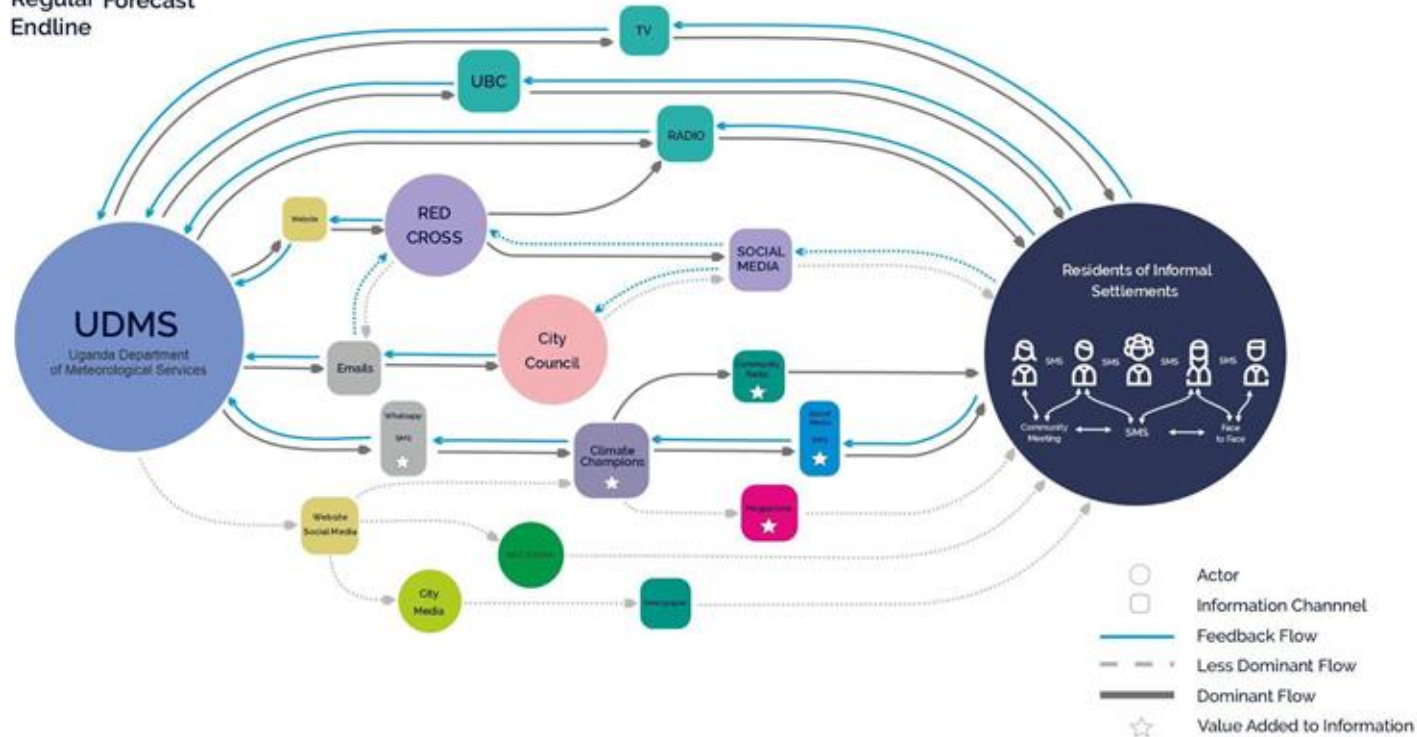 Regular Forecast
Endline
TV
UBC
RADIO
Website
RED
CROSS
SOCIAL
MEDIA
Residents of Informal
Settlements
UDMS
Uganda Department
of Meteorological Services
City
Council
Emails
SMS SMS SMS SMS
Community
Meeting
SMS
Face
to Face
Whatsapp
SMS
Climate
Champions
SMS
Website
Social Media
City
Media
Actor
Information Channnel
Feedback Flow
Less Dominant Flow
Dominant Flow
Value Added to Information